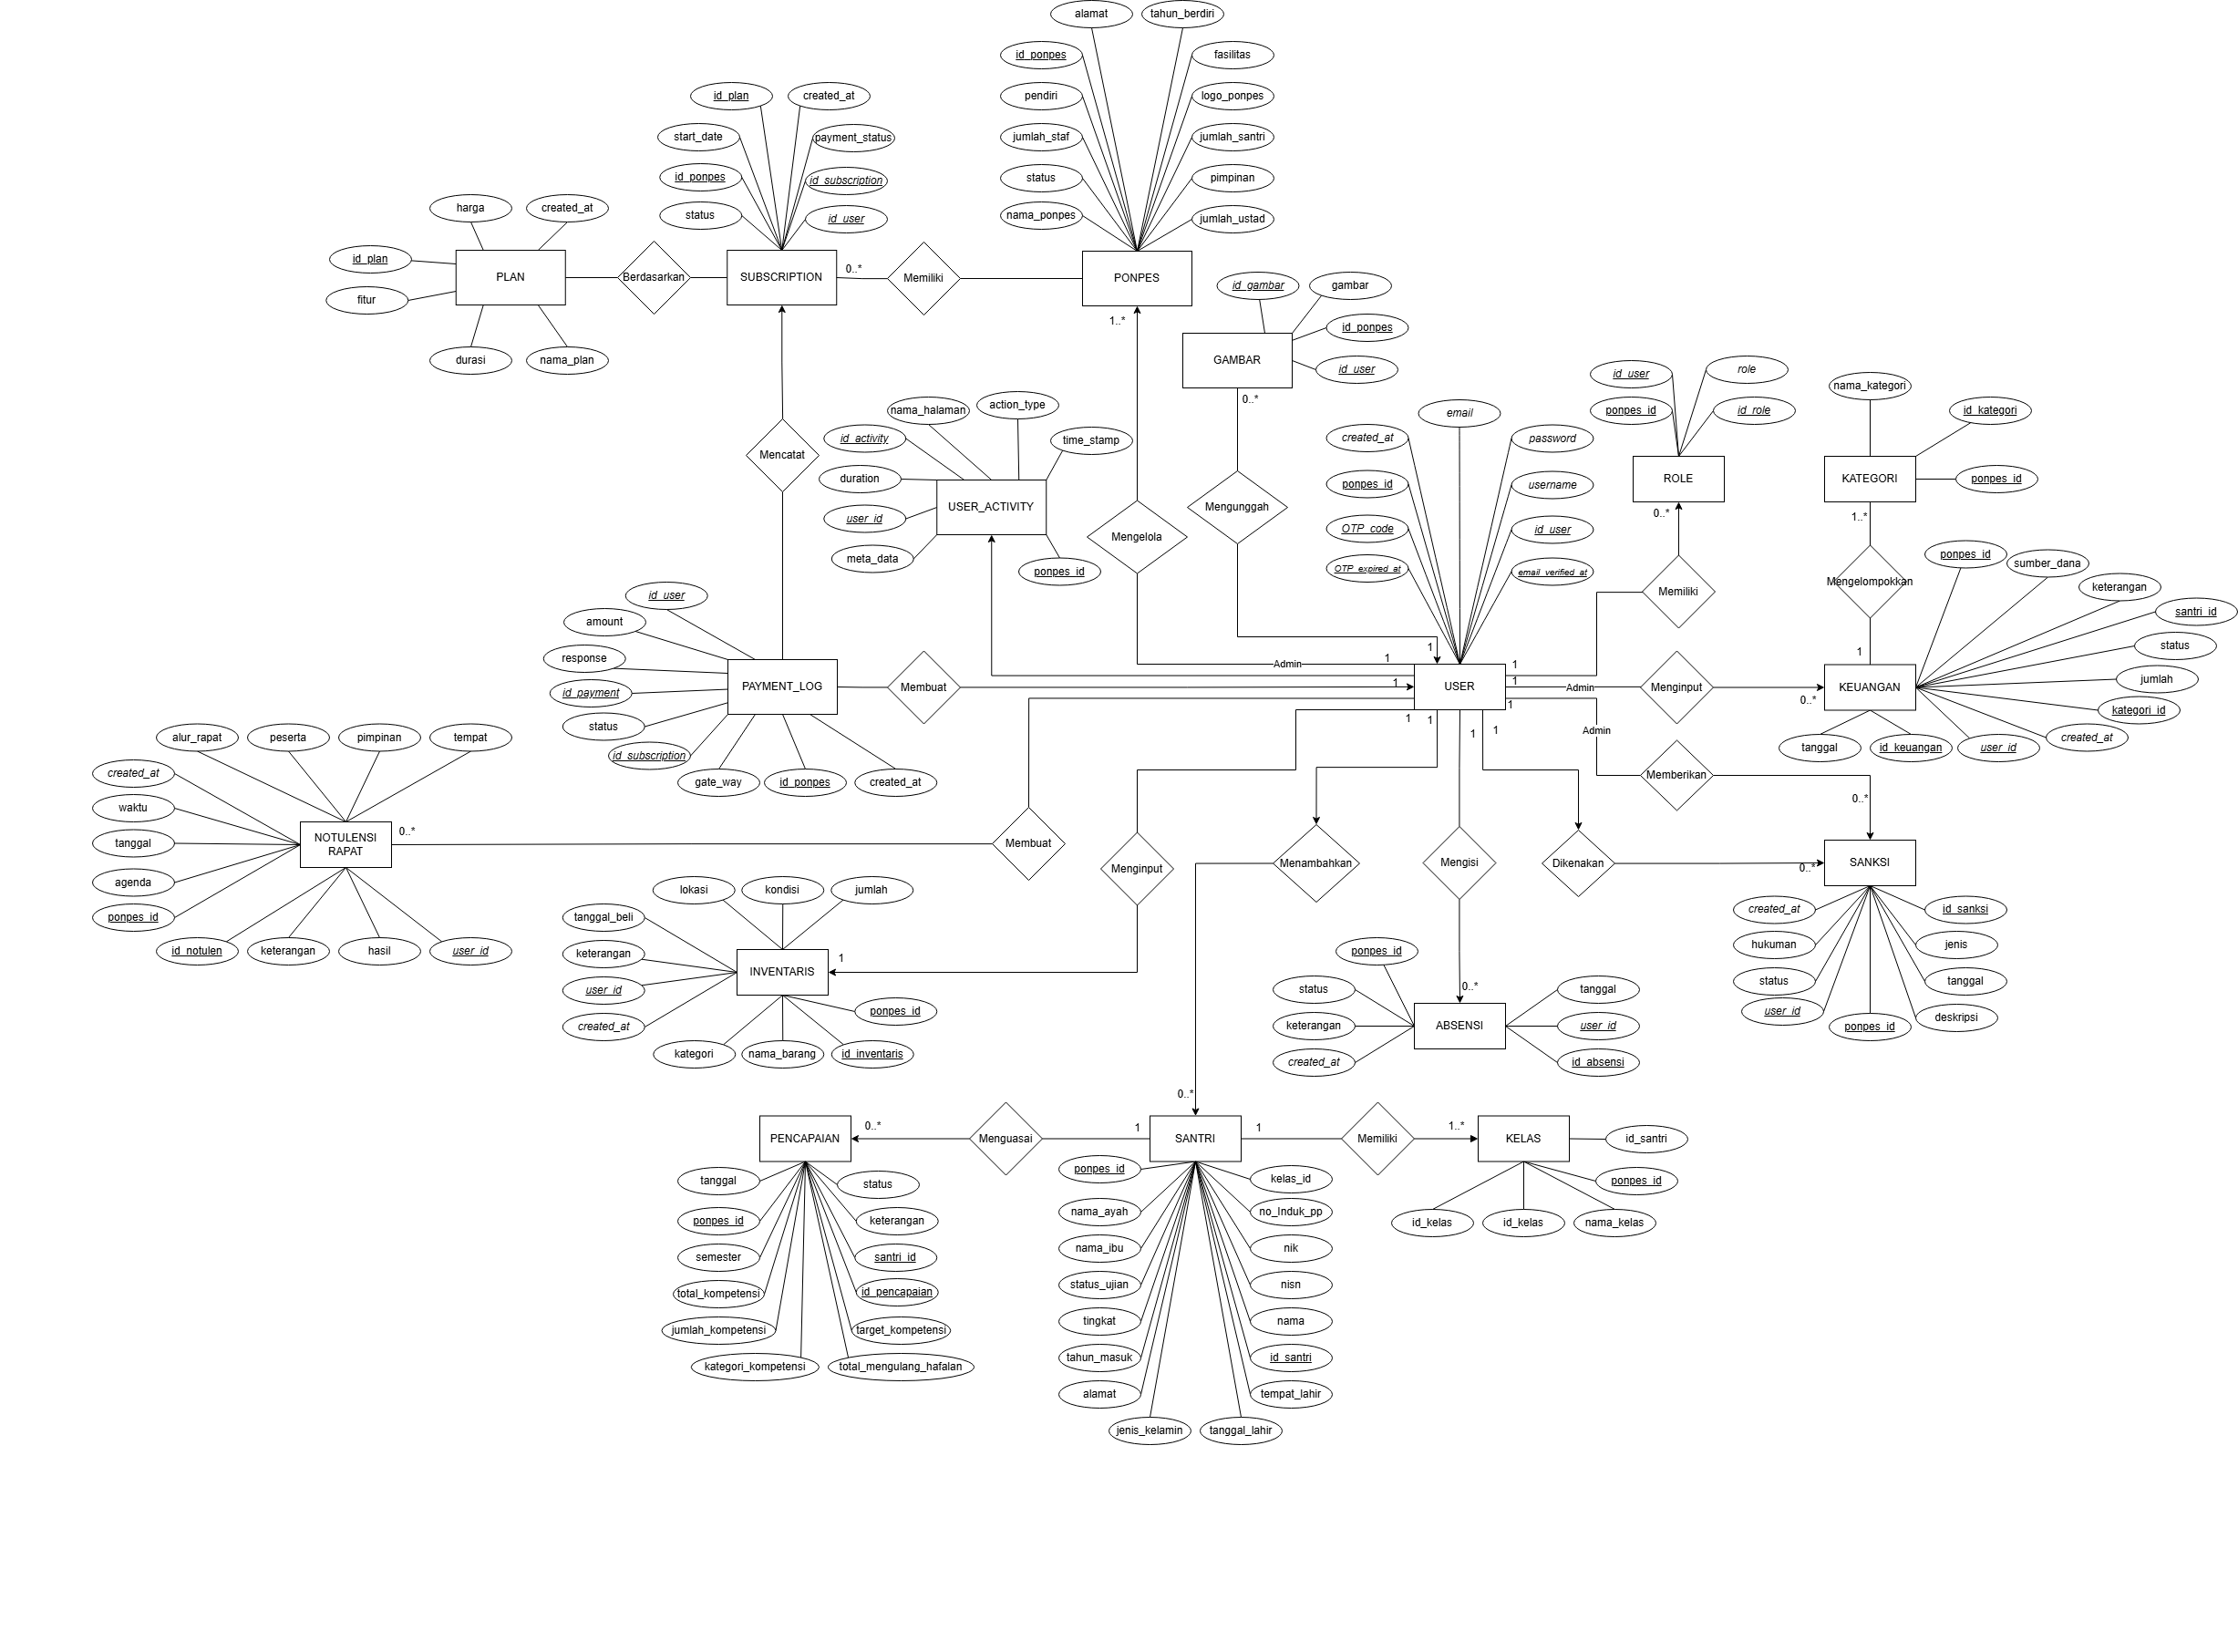 alamat
tahun_berdiri
id_ponpes
fasilitas
pendiri
logo_ponpes
jumlah_staf
jumlah_santri
status
pimpinan
nama_ponpes
jumlah_ustad
PONPES
1..*
id_plan
created_at
start_date
payment_status
id_ponpes
id_subscription
status
id_user
SUBSCRIPTION
0..*
Memiliki
Berdasarkan
harga
created_at
id_plan
PLAN
fitur
durasi
nama_plan
Mencatat
id_gambar
gambar
id_ponpes
GAMBAR
id_user
0..*
Mengunggah
Mengelola
nama_halaman
action_type
id_activity
time_stamp
duration
USER_ACTIVITY
user_id
meta_data
ponpes_id
email
created_at
password
ponpes_id
username
OTP_code
id_user
OTP_expired_at
email_verified_at
id_user
role
ponpes_id
id_role
ROLE
0..*
Memiliki
nama_kategori
id_kategori
KATEGORI
ponpes_id
1..*
Mengelompokkan
1
ponpes_id
sumber_dana
keterangan
santri_id
status
jumlah
kategori_id
created_at
KEUANGAN
0..*
tanggal
id_keuangan
user_id
id_user
amount
response
id_payment
status
id_subscription
gate_way
id_ponpes
created_at
PAYMENT_LOG
Membuat
Admin
1
1
1
1
1
USER
Admin
Menginput
1
1
1
1
1
Admin
Memberikan
0..*
alur_rapat
peserta
pimpinan
tempat
created_at
waktu
tanggal
agenda
ponpes_id
NOTULENSI
RAPAT
0..*
id_notulen
keterangan
hasil
user_id
Membuat
Menginput
Menambahkan
Mengisi
Dikenakan
0..*
SANKSI
created_at
id_sanksi
hukuman
jenis
status
tanggal
user_id
ponpes_id
deskripsi
lokasi
kondisi
jumlah
tanggal_beli
keterangan
user_id
created_at
INVENTARIS
1
ponpes_id
kategori
nama_barang
id_inventaris
ponpes_id
0..*
status
tanggal
keterangan
ABSENSI
user_id
created_at
id_absensi
0..*
PENCAPAIAN
0..*
Menguasai
1
SANTRI
1
Memiliki
1..*
KELAS
id_santri
ponpes_id
id_kelas
id_kelas
nama_kelas
tanggal
status
ponpes_id
keterangan
semester
santri_id
total_kompetensi
id_pencapaian
jumlah_kompetensi
target_kompetensi
kategori_kompetensi
total_mengulang_hafalan
ponpes_id
kelas_id
nama_ayah
no_Induk_pp
nama_ibu
nik
status_ujian
nisn
tingkat
nama
tahun_masuk
id_santri
alamat
tempat_lahir
jenis_kelamin
tanggal_lahir